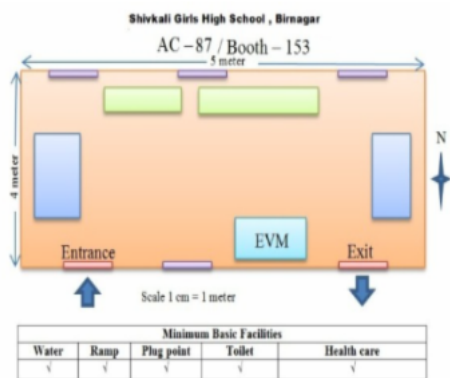 Shivkali Girls High School , Birnagar
AC – 87 / Booth – 153
5 meter
4 meter
N
EVM
Entrance
Exit
Scale 1 cm = 1 meter
Minimum Basic Facilities
Water Ramp Plug point Toilet Health care
√ √ √ √ √